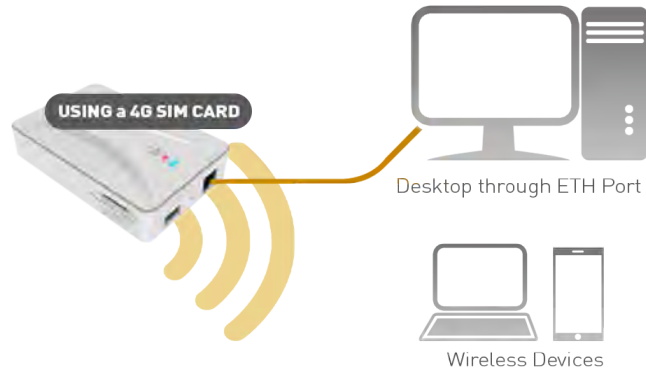 USING a 4G SIM CARD
Desktop through ETH Port
Wireless Devices